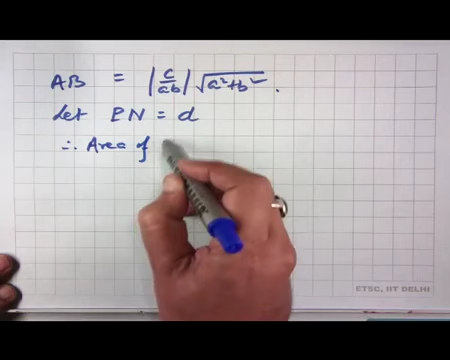 AB = |c/ab| √a²+b² .
Let PN = d
∴ Area of
ETSC, IIT DELHI